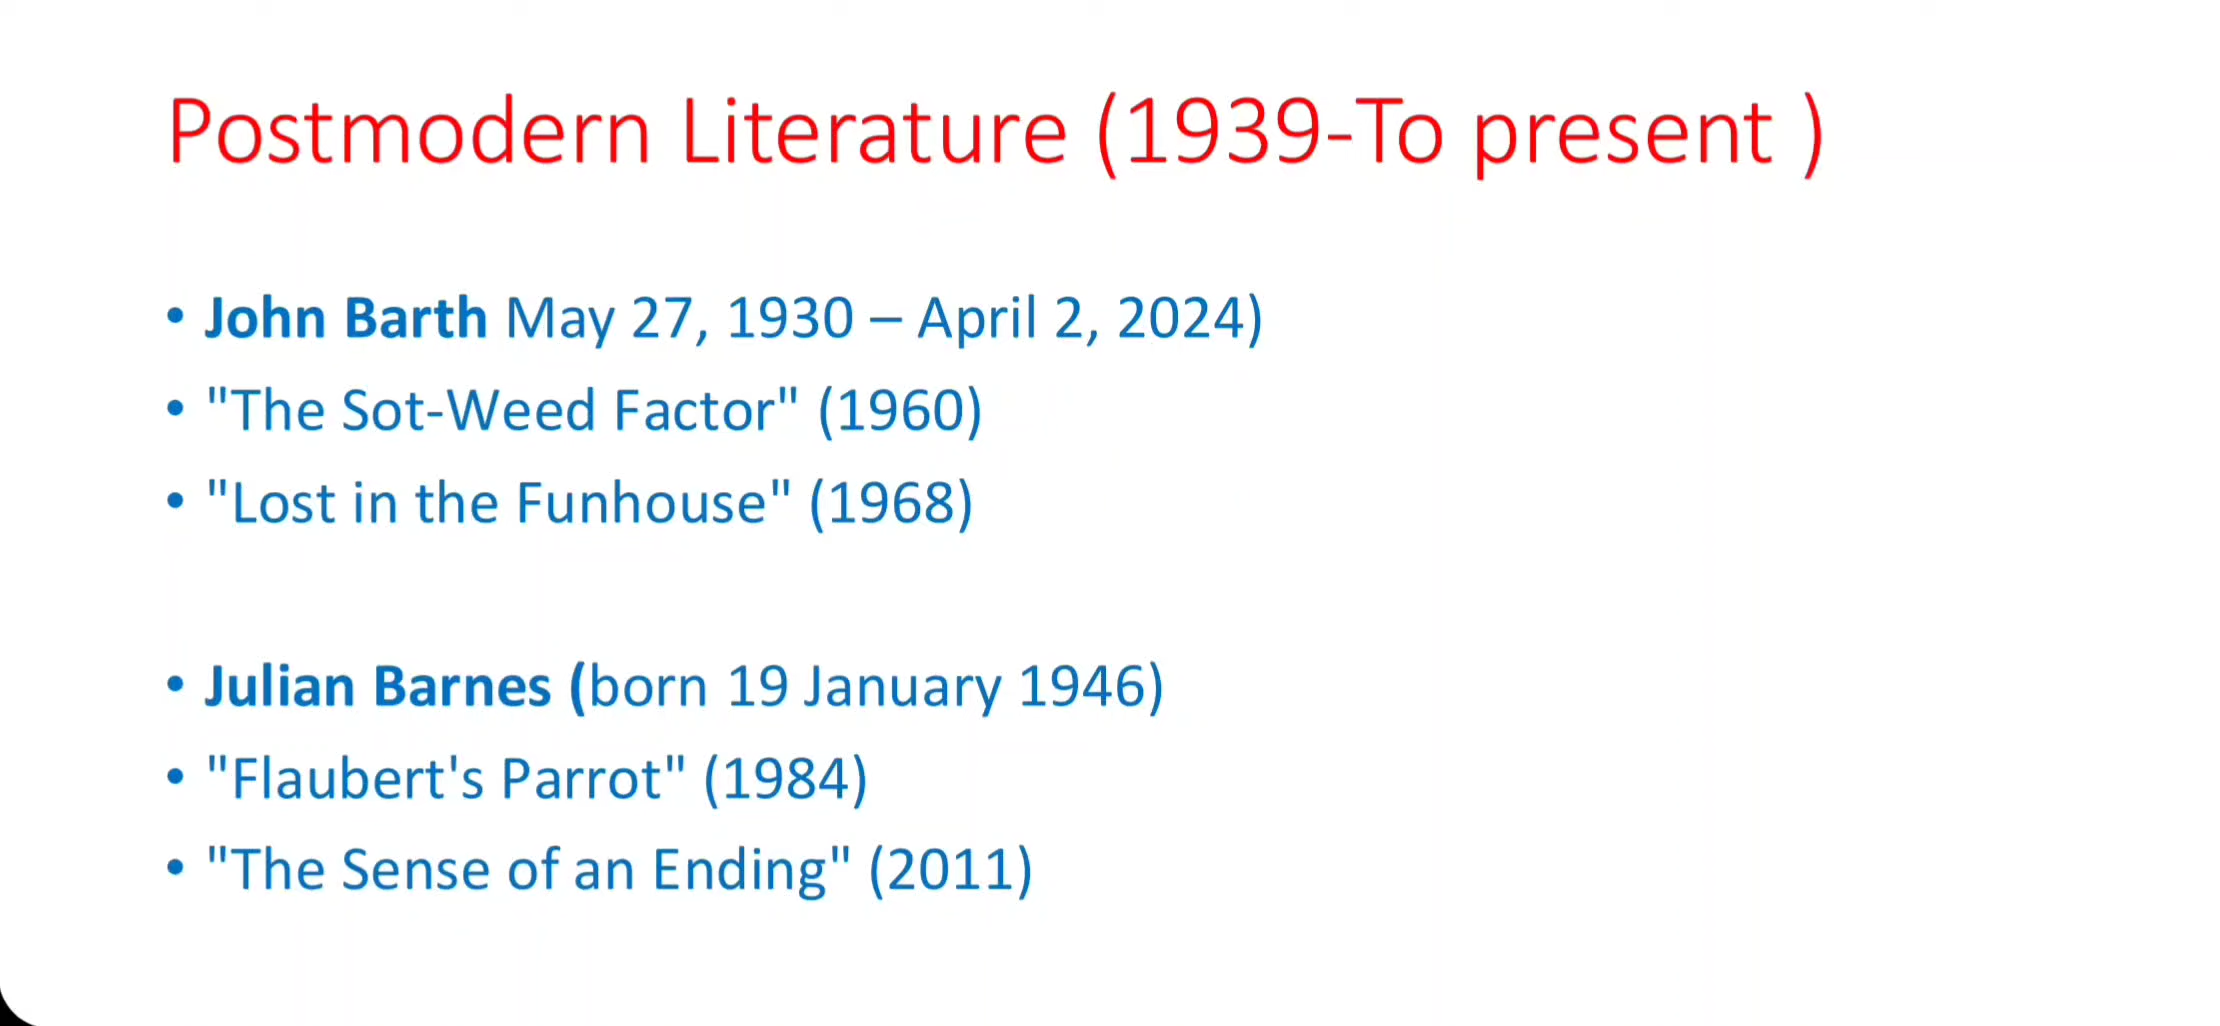 Postmodern Literature (1939-To present )
• John Barth May 27, 1930 – April 2, 2024)
• "The Sot-Weed Factor" (1960)
• "Lost in the Funhouse" (1968)
• Julian Barnes (born 19 January 1946)
• "Flaubert's Parrot" (1984)
• "The Sense of an Ending" (2011)